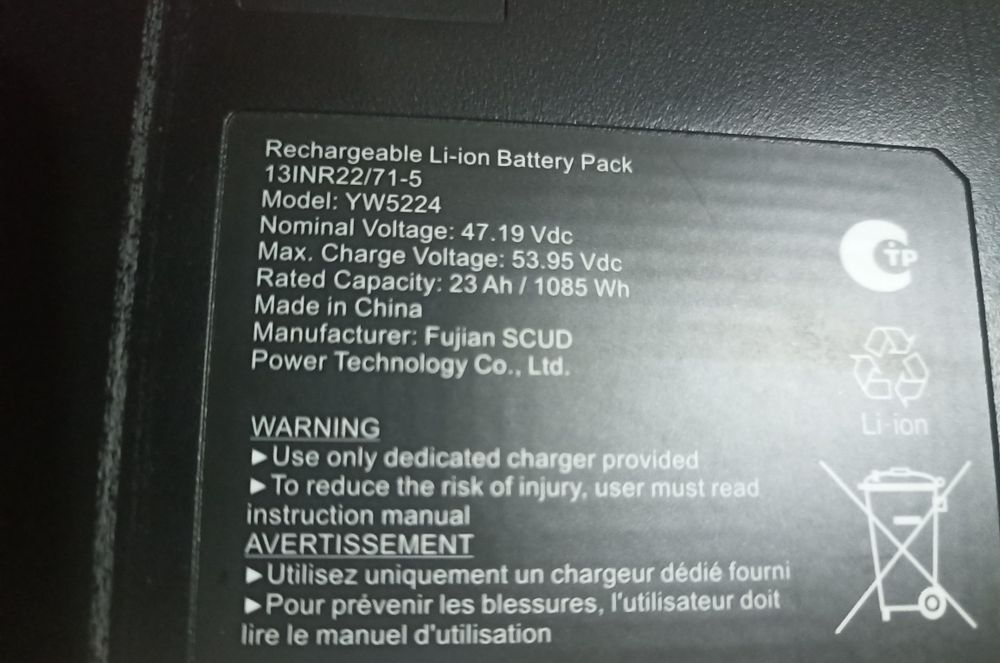 Rechargeable Li-ion Battery Pack
13INR22/71-5
Model: YW5224
Nominal Voltage: 47.19 Vdc
Max. Charge Voltage: 53.95 Vdc
Rated Capacity: 23 Ah / 1085 Wh
Made in China
Manufacturer: Fujian SCUD
Power Technology Co., Ltd.
CTP
Li-ion
WARNING
►Use only dedicated charger provided
►To reduce the risk of injury, user must read
instruction manual
AVERTISSEMENT
►Utilisez uniquement un chargeur dédié fourni
►Pour prévenir les blessures, l'utilisateur doit
lire le manuel d'utilisation